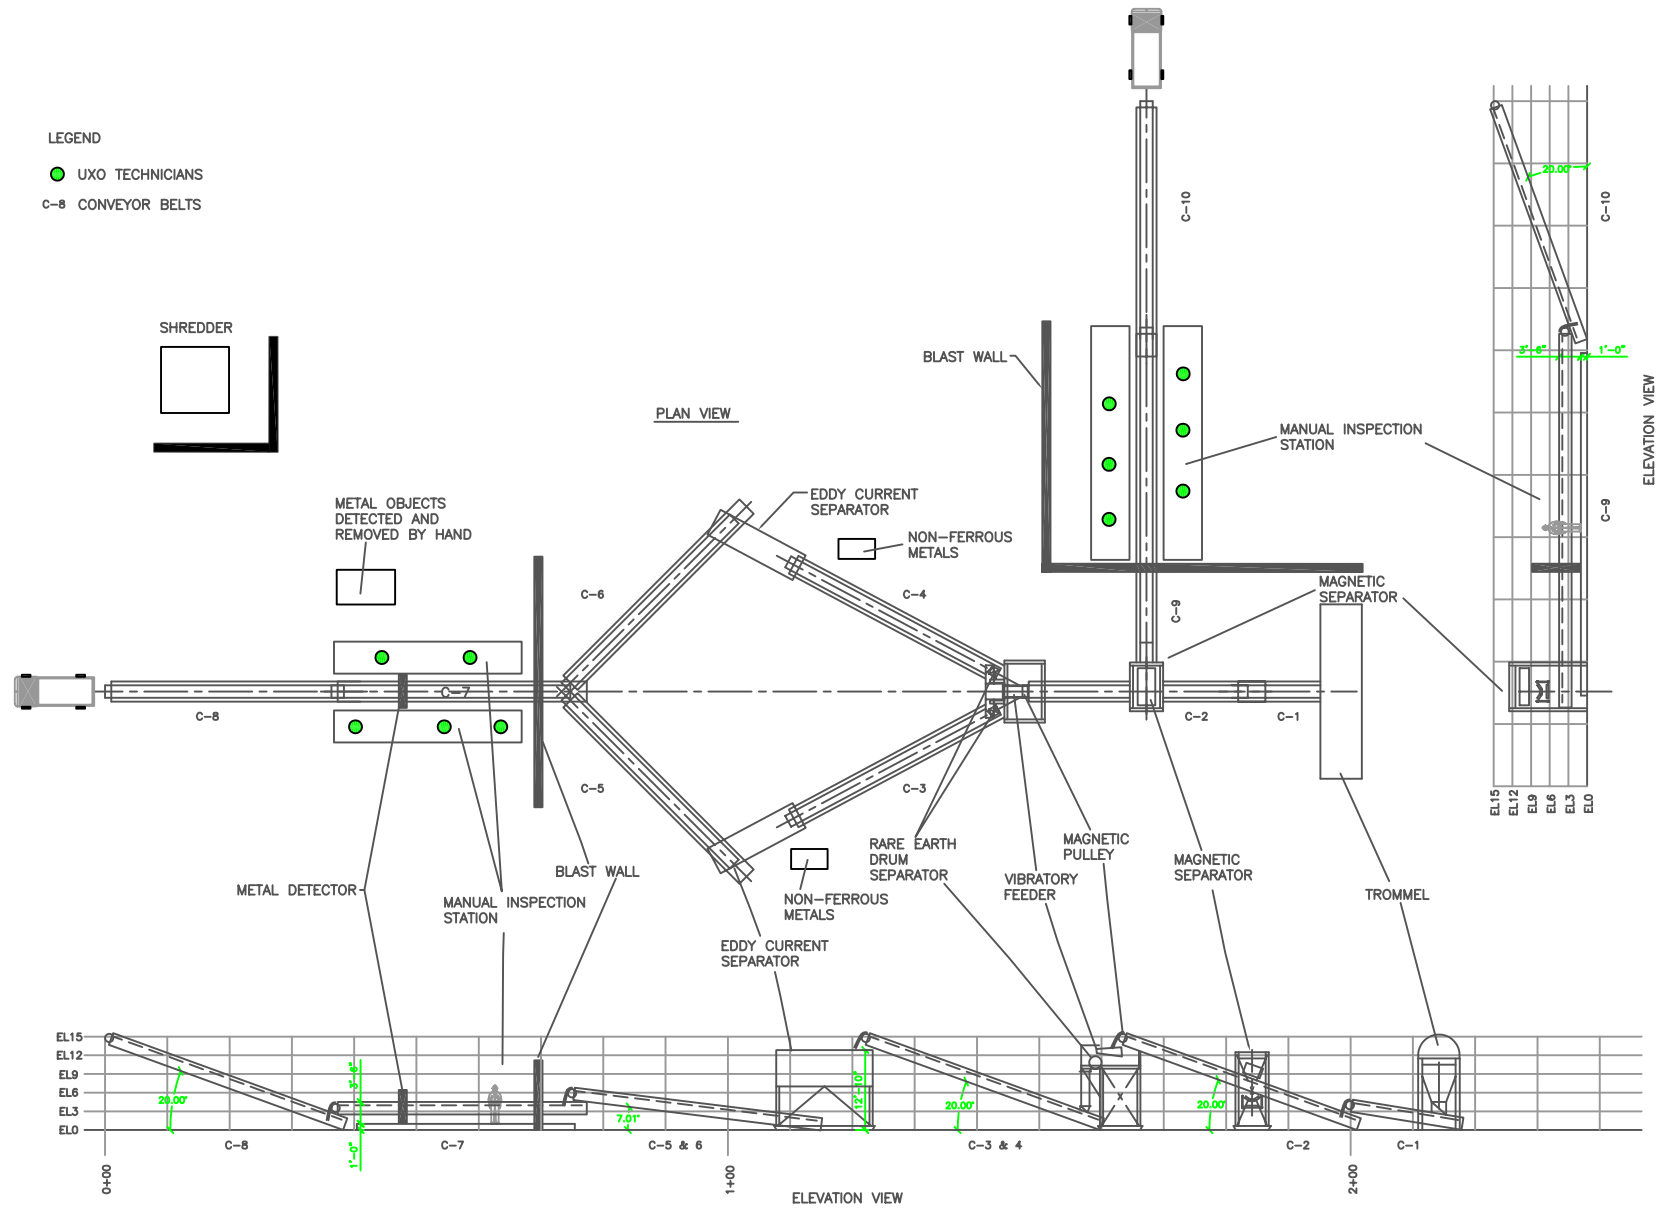 LEGEND
UXO TECHNICIANS
C-8 CONVEYOR BELTS
SHREDDER
PLAN VIEW
METAL OBJECTS
DETECTED AND
REMOVED BY HAND
EDDY CURRENT
SEPARATOR
NON-FERROUS
METALS
BLAST WALL
C-10
MANUAL INSPECTION
STATION
MAGNETIC
SEPARATOR
C-9
C-6
C-4
C-7
C-8
C-2
C-1
C-5
C-3
20.00°
C-10
3'-6"
1'-0"
ELEVATION VIEW
C-9
EL15
EL12
EL9
EL6
EL3
EL0
METAL DETECTOR
MANUAL INSPECTION
STATION
BLAST WALL
NON-FERROUS
METALS
EDDY CURRENT
SEPARATOR
RARE EARTH
DRUM
SEPARATOR
VIBRATORY
FEEDER
MAGNETIC
PULLEY
MAGNETIC
SEPARATOR
TROMMEL
EL15
EL12
EL9
EL6
EL3
EL0
20.00°
3'-6"
1'-0"
7.01°
12'-10"
20.00°
20.00°
C-8
C-7
C-5 & 6
C-3 & 4
C-2
C-1
0+00
1+00
2+00
ELEVATION VIEW